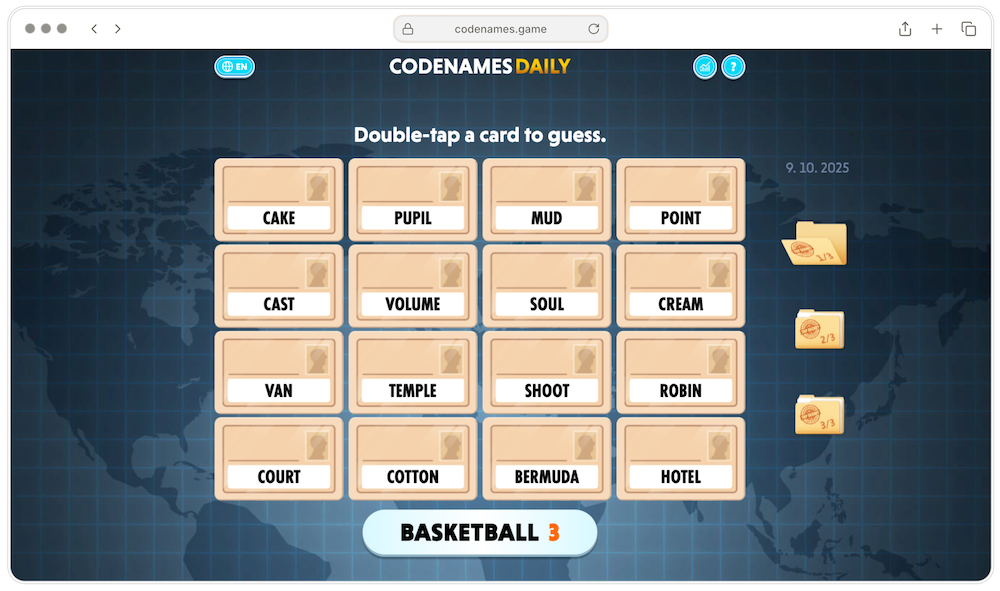 codenames.game
EN
CODENAMES DAILY
?
Double-tap a card to guess.
9. 10. 2025
CAKE PUPIL MUD POINT
1/3
CAST VOLUME SOUL CREAM
2/3
VAN TEMPLE SHOOT ROBIN
3/3
COURT COTTON BERMUDA HOTEL
BASKETBALL 3